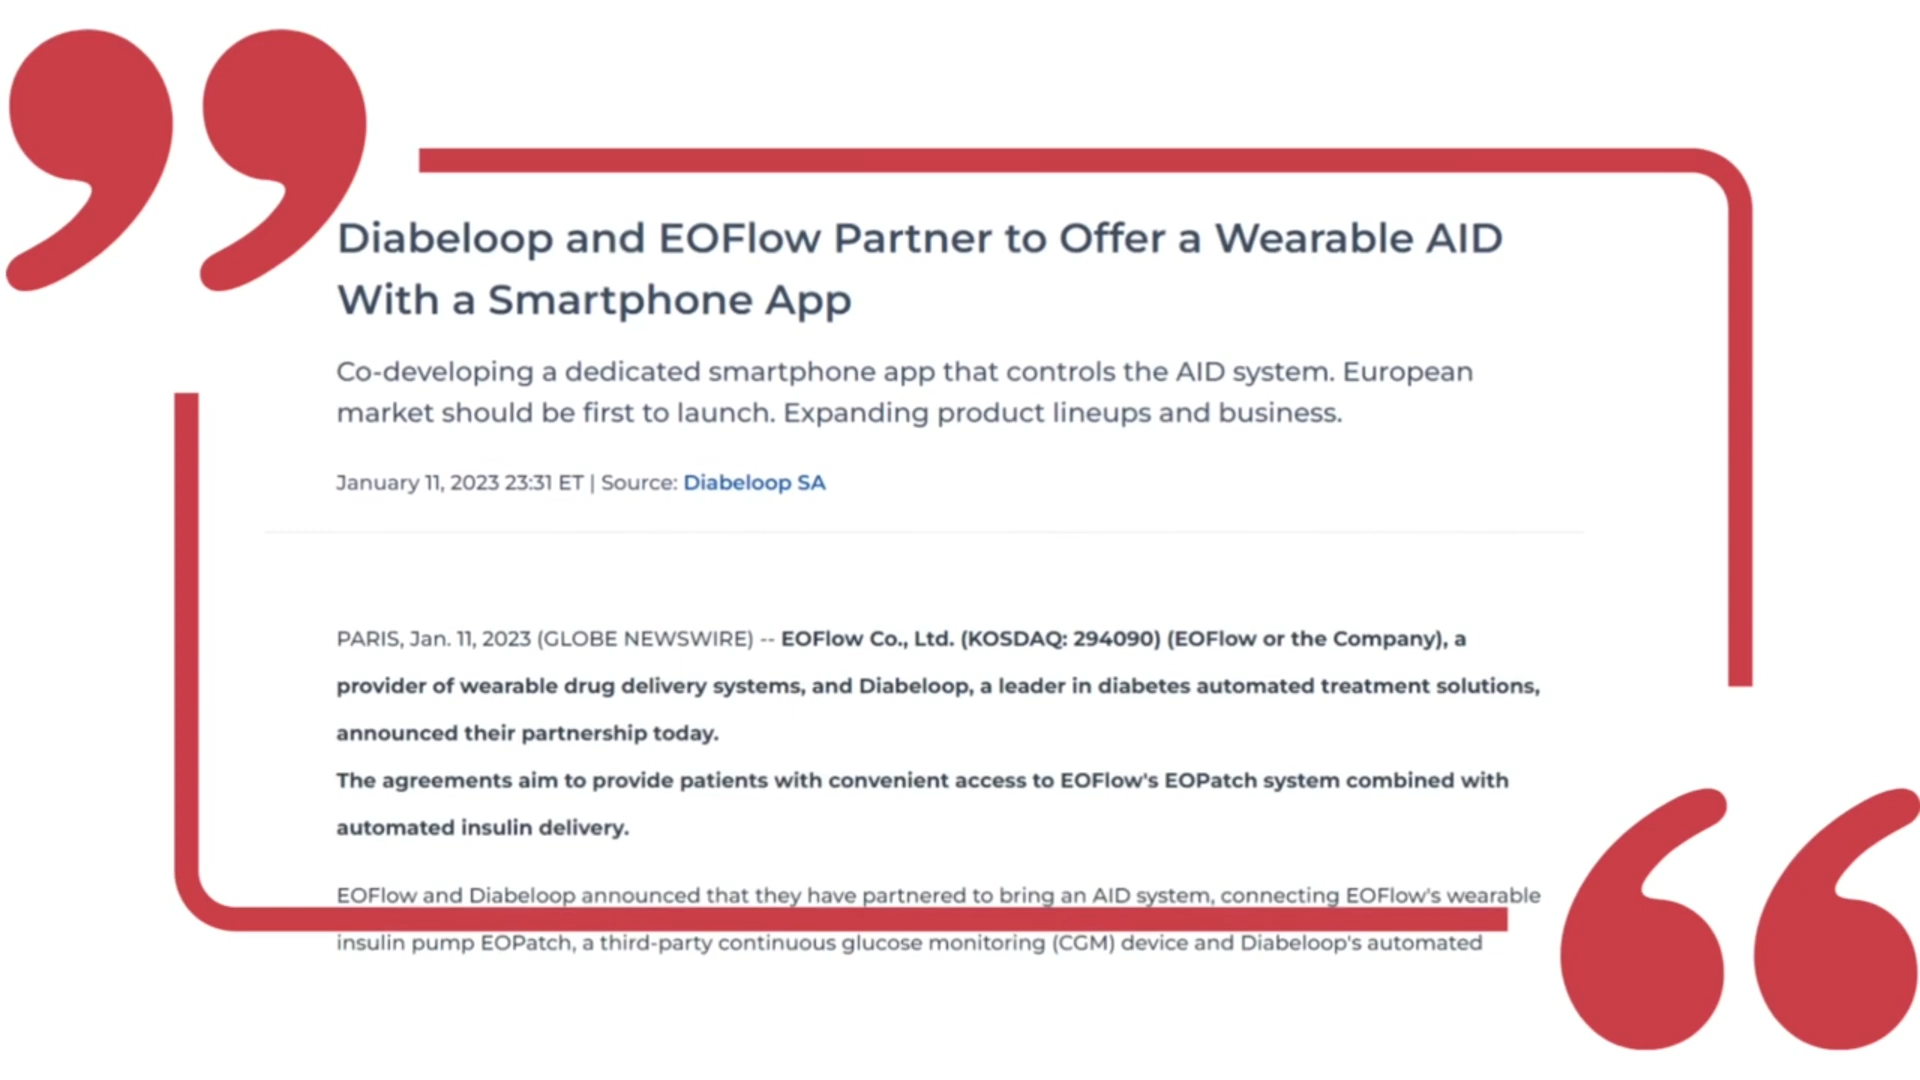 Diabeloop and EOFlow Partner to Offer a Wearable AID
With a Smartphone App
Co-developing a dedicated smartphone app that controls the AID system. European
market should be first to launch. Expanding product lineups and business.
January 11, 2023 23:31 ET | Source: Diabeloop SA
PARIS, Jan. 11, 2023 (GLOBE NEWSWIRE) -- EOFlow Co., Ltd. (KOSDAQ: 294090) (EOFlow or the Company), a
provider of wearable drug delivery systems, and Diabeloop, a leader in diabetes automated treatment solutions,
announced their partnership today.
The agreements aim to provide patients with convenient access to EOFlow's EOPatch system combined with
automated insulin delivery.
EOFlow and Diabeloop announced that they have partnered to bring an AID system, connecting EOFlow's wearable
insulin pump EOPatch, a third-party continuous glucose monitoring (CGM) device and Diabeloop's automated